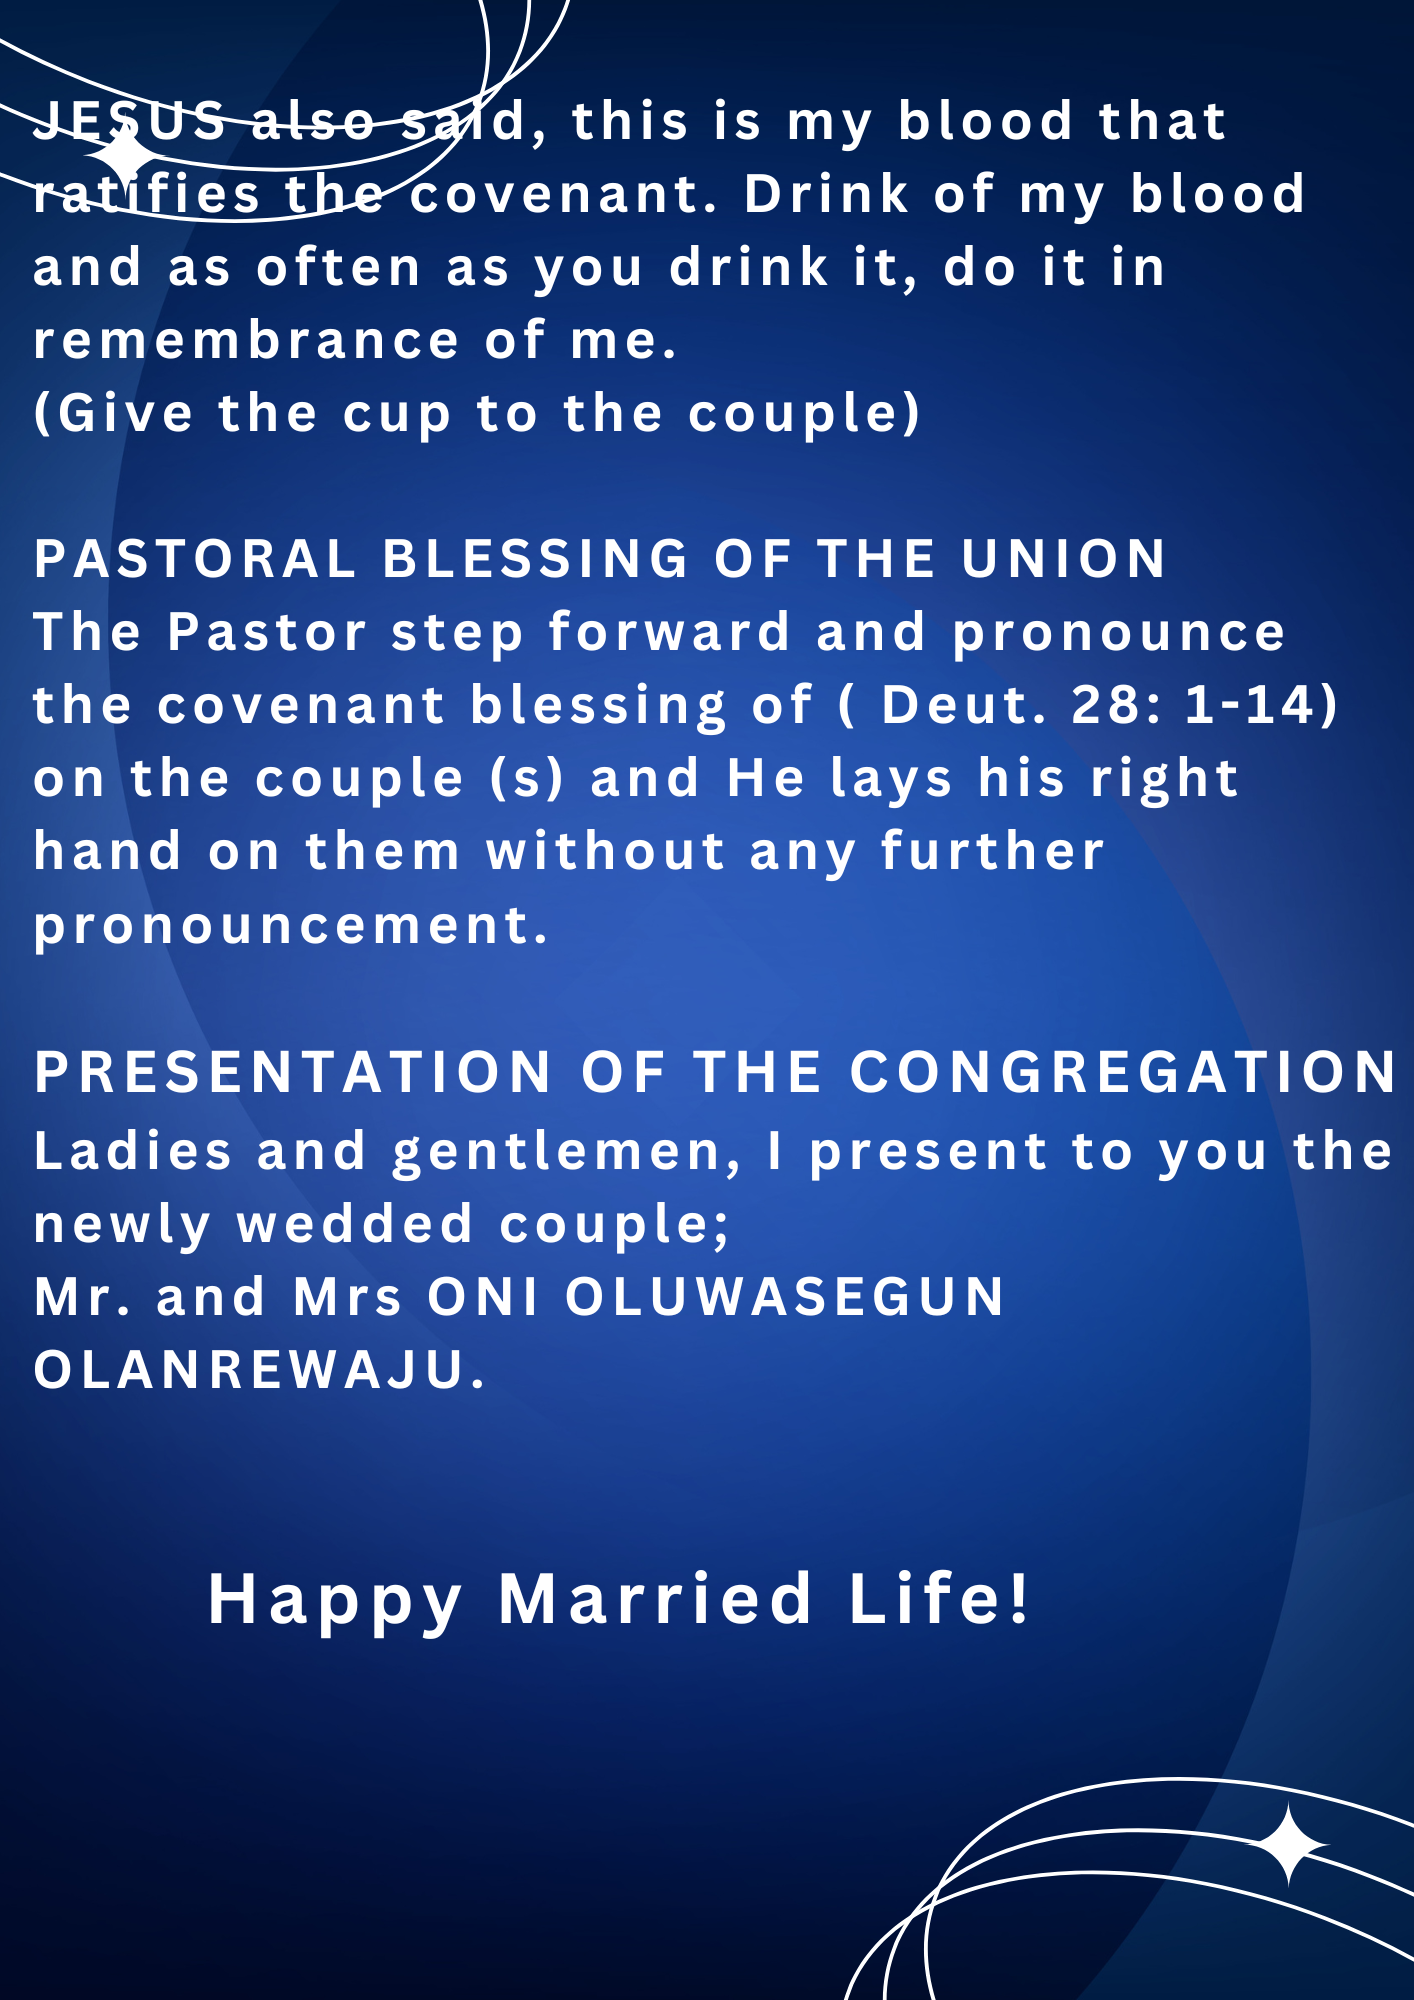 JESUS also said, this is my blood that
ratifies the covenant. Drink of my blood
and as often as you drink it, do it in
remembrance of me.
(Give the cup to the couple)
PASTORAL BLESSING OF THE UNION
The Pastor step forward and pronounce
the covenant blessing of ( Deut. 28: 1-14)
on the couple (s) and He lays his right
hand on them without any further
pronouncement.
PRESENTATION OF THE CONGREGATION
Ladies and gentlemen, I present to you the
newly wedded couple;
Mr. and Mrs ONI OLUWASEGUN
OLANREWAJU.
Happy Married Life!